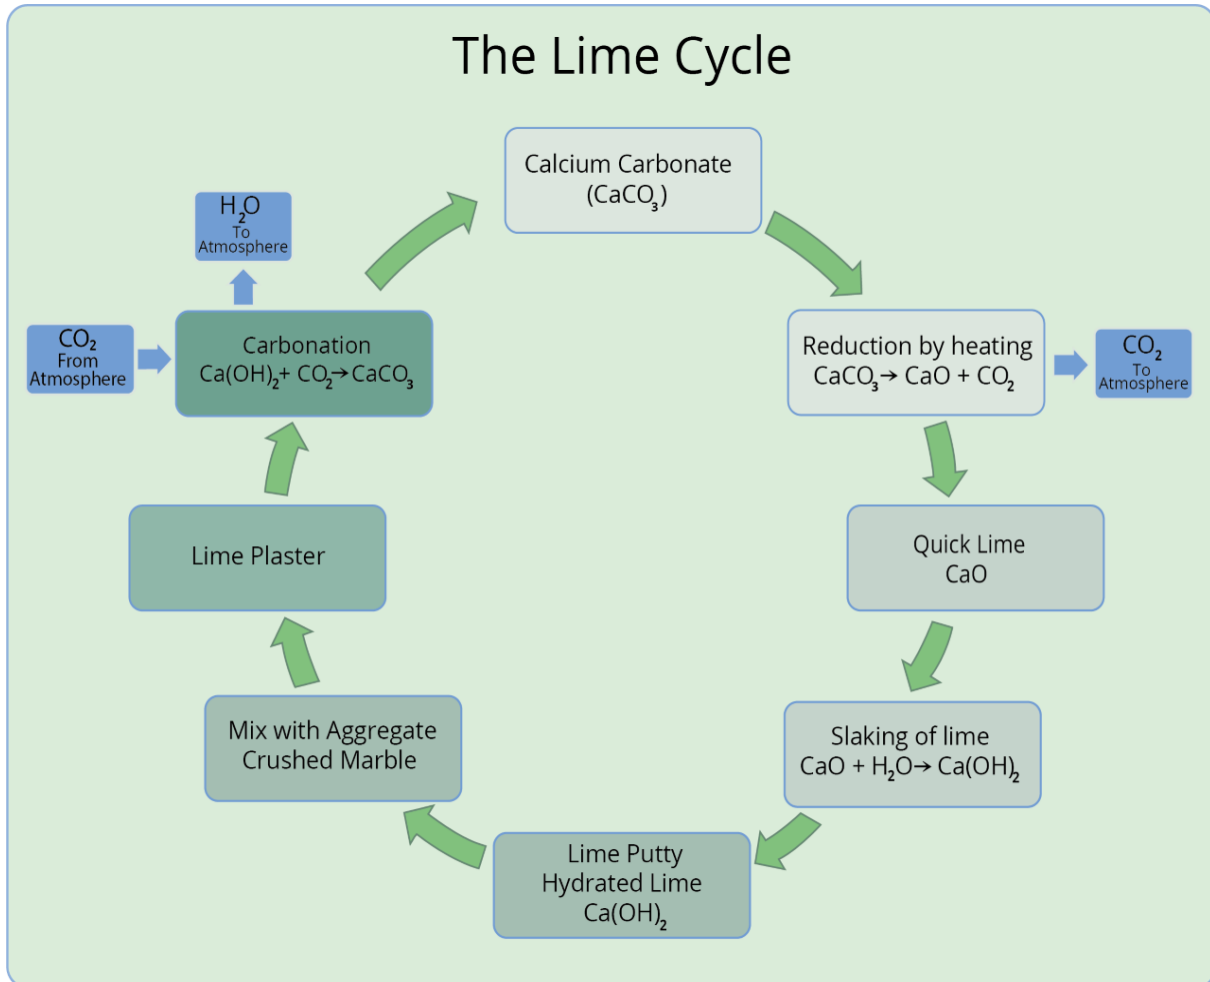 The Lime Cycle
Calcium Carbonate
(CaCO₃)
Reduction by heating
CaCO₃→ CaO + CO₂
CO₂
To
Atmosphere
Quick Lime
CaO
Slaking of lime
CaO + H₂O→ Ca(OH)₂
Lime Putty
Hydrated Lime
Ca(OH)₂
Mix with Aggregate
Crushed Marble
Lime Plaster
Carbonation
Ca(OH)₂+ CO₂→CaCO₃
CO₂
From
Atmosphere
H₂O
To
Atmosphere